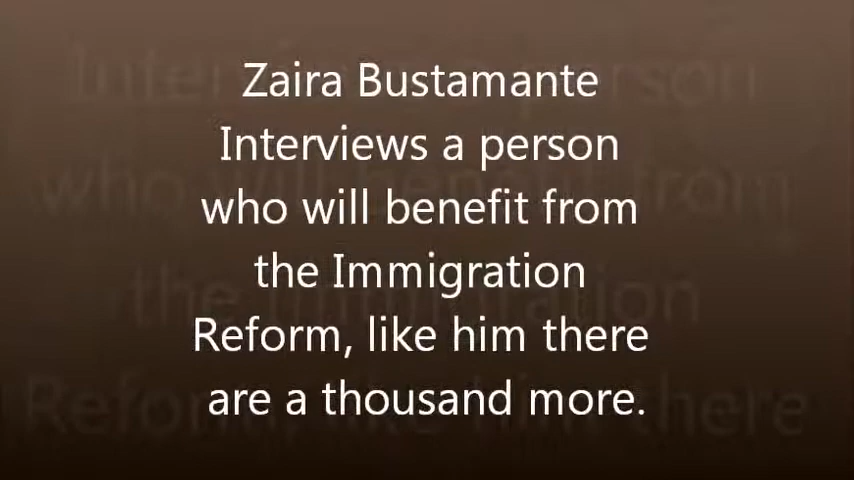 Zaira Bustamante
Interviews a person
who will benefit from
the Immigration
Reform, like him there
are a thousand more.